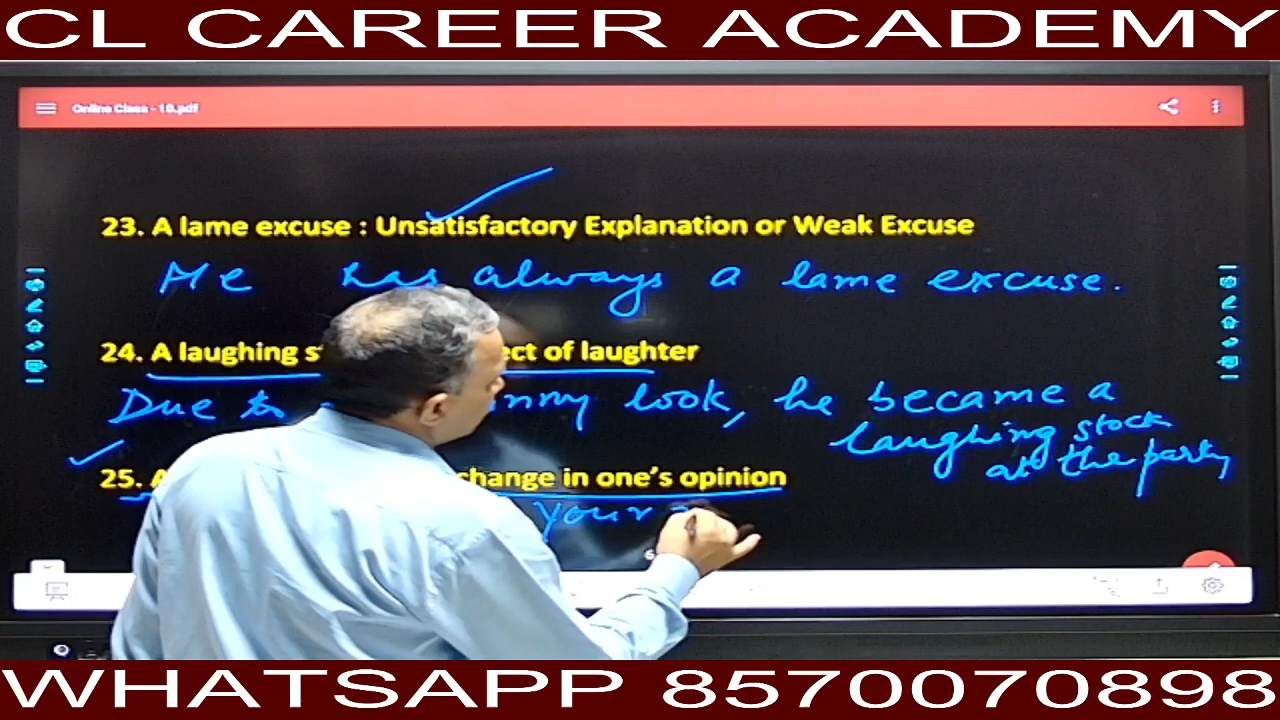 CL CAREER ACADEMY
Online Class - 10.pdf
23. A lame excuse : Unsatisfactory Explanation or Weak Excuse
He has always a lame excuse.
24. A laughing of laughter
Due to look, he became a
laughing stock
at the party
25. change in one's opinion
your
WHATSAPP 8570070898